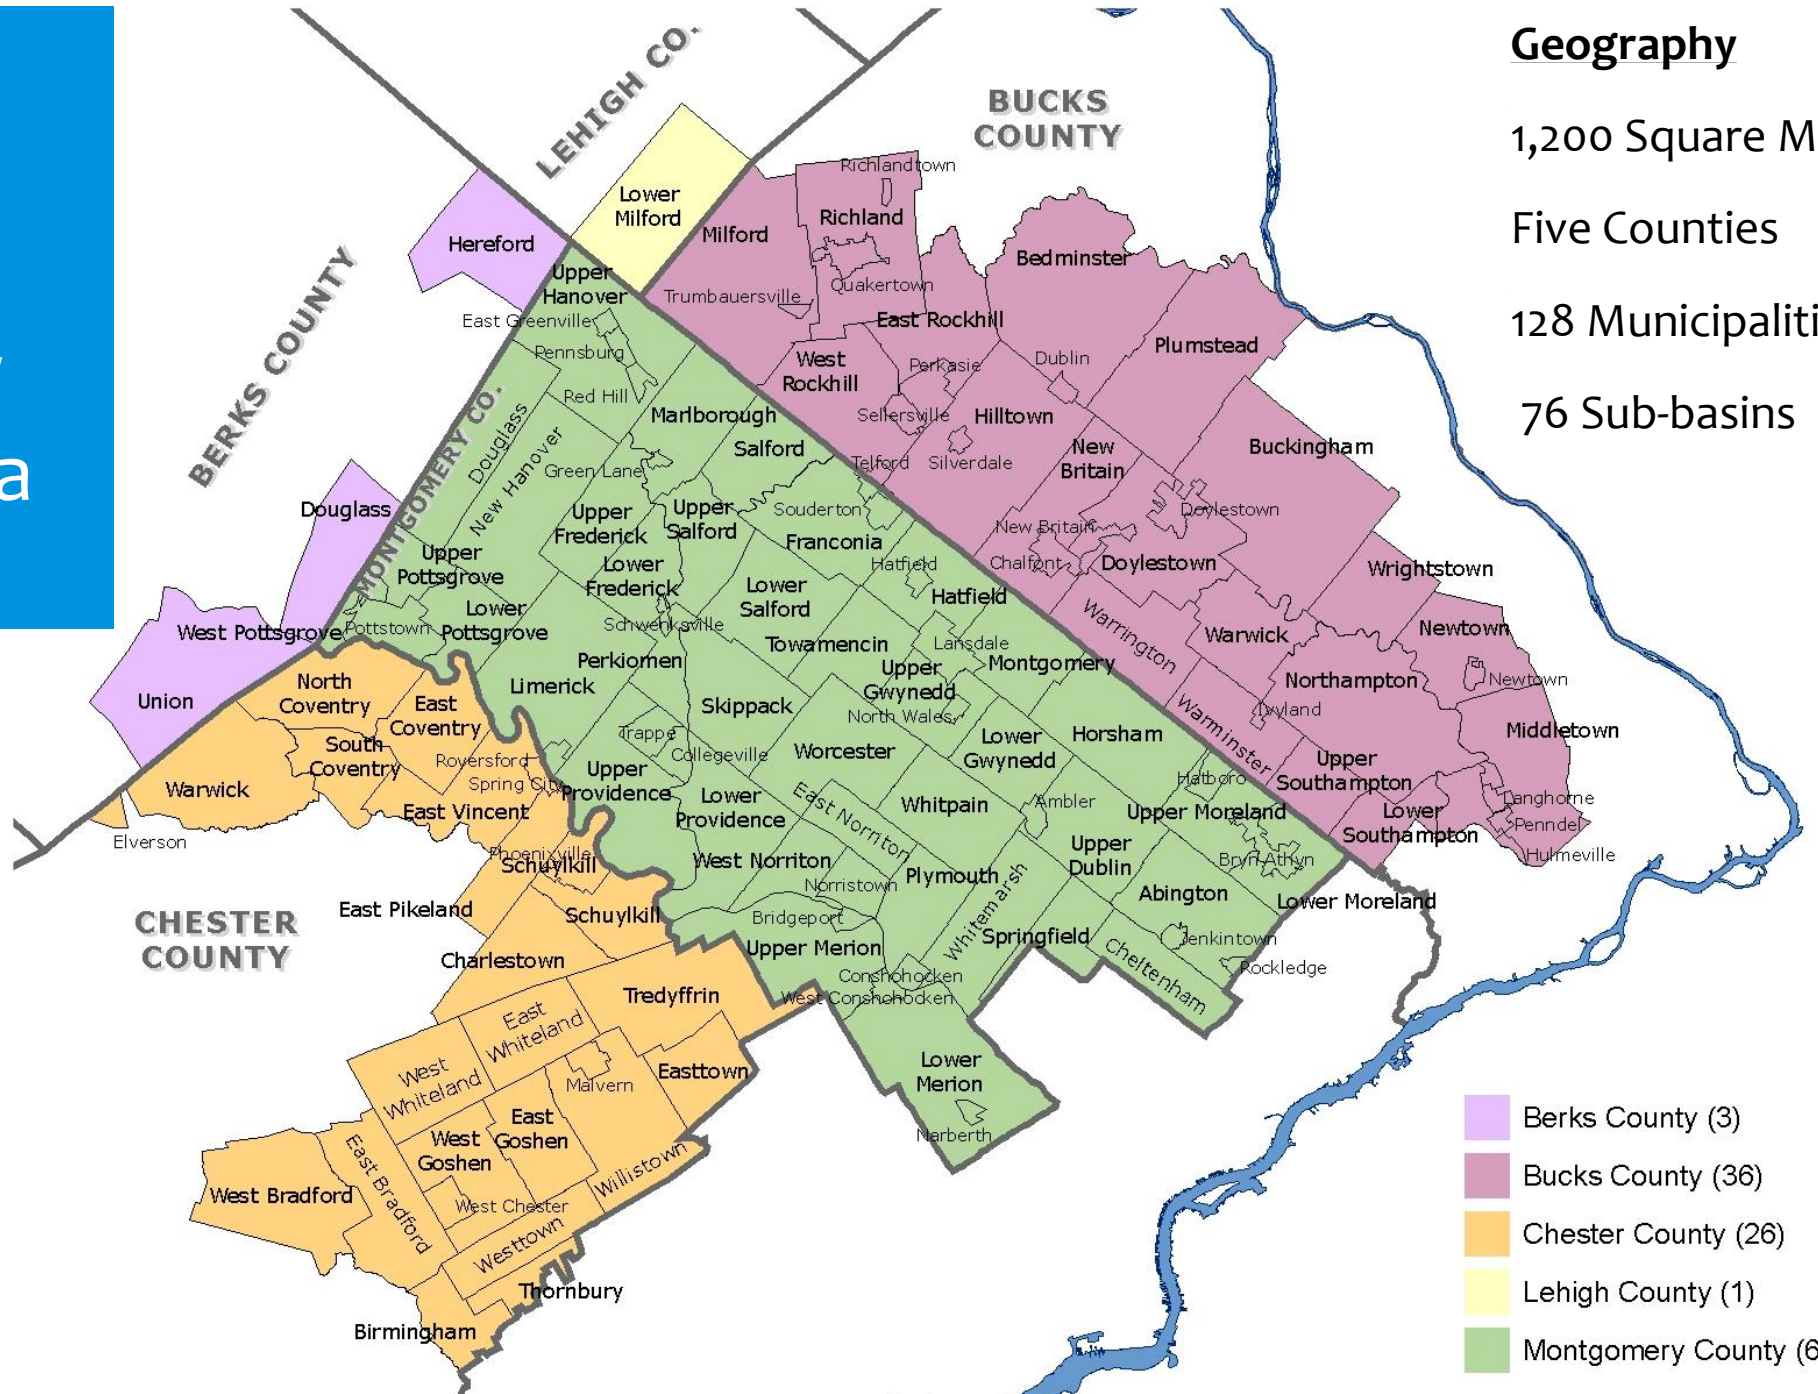 a
Geography
1,200 Square M
Five Counties
128 Municipaliti
76 Sub-basins
LEHIGH CO.
BUCKS
COUNTY
BERKS COUNTY
MONTGOMERY CO.
CHESTER
COUNTY
Richlandtown
Lower
Milford
Richland
Milford
Hereford
Bedminster
Upper
Hanover
Trumbauersville
Quakertown
East Greenville
East Rockhill
Plumstead
Pennsburg
West
Rockhill
Perkasie
Dublin
Red Hill
Marlborough
Sellersville
Hilltown
Douglass
New Hanover
Salford
New
Britain
Buckingham
Green Lane
Telford
Silverdale
Douglass
Upper
Frederick
Upper
Salford
Souderton
Doylestown
New Britain
Franconia
Upper
Pottsgrove
Lower
Frederick
Hatfield
Chalfont
Doylestown
Wrightstown
Lower
Salford
Hatfield
Lower
Pottsgrove
Schwenksville
Pottstown
West Pottsgrove
Warrington
Warwick
Newtown
Towamencin
Lansdale
Perkiomen
Upper
Gwynedd
Montgomery
Limerick
Northampton
Newtown
North
Coventry
Union
East
Coventry
Skippack
North Wales
Warminster
Ivyland
Middletown
Trappe
Collegeville
Worcester
Lower
Gwynedd
Horsham
South
Coventry
Royersford
Spring City
Upper
Providence
Upper
Southampton
Hatboro
Warwick
East Vincent
Lower
Providence
East Norriton
Whitpain
Ambler
Upper Moreland
Lower
Southampton
Langhorne
Penndel
Hulmeville
Elverson
Phoenixville
Schuylkill
West Norriton
Norristown
Plymouth
Whitemarsh
Upper
Dublin
Bryn Athyn
Abington
Lower Moreland
East Pikeland
Schuylkill
Bridgeport
Upper Merion
Springfield
Jenkintown
Cheltenham
Rockledge
Charlestown
Conshohocken
West Conshohocken
Tredyffrin
East
Whiteland
West
Whiteland
Malvern
Easttown
Lower
Merion
Narberth
East
Goshen
West
Goshen
East Bradford
West Bradford
Willistown
West Chester
Westtown
Thornbury
Birmingham
Berks County (3)
Bucks County (36)
Chester County (26)
Lehigh County (1)
Montgomery County (6